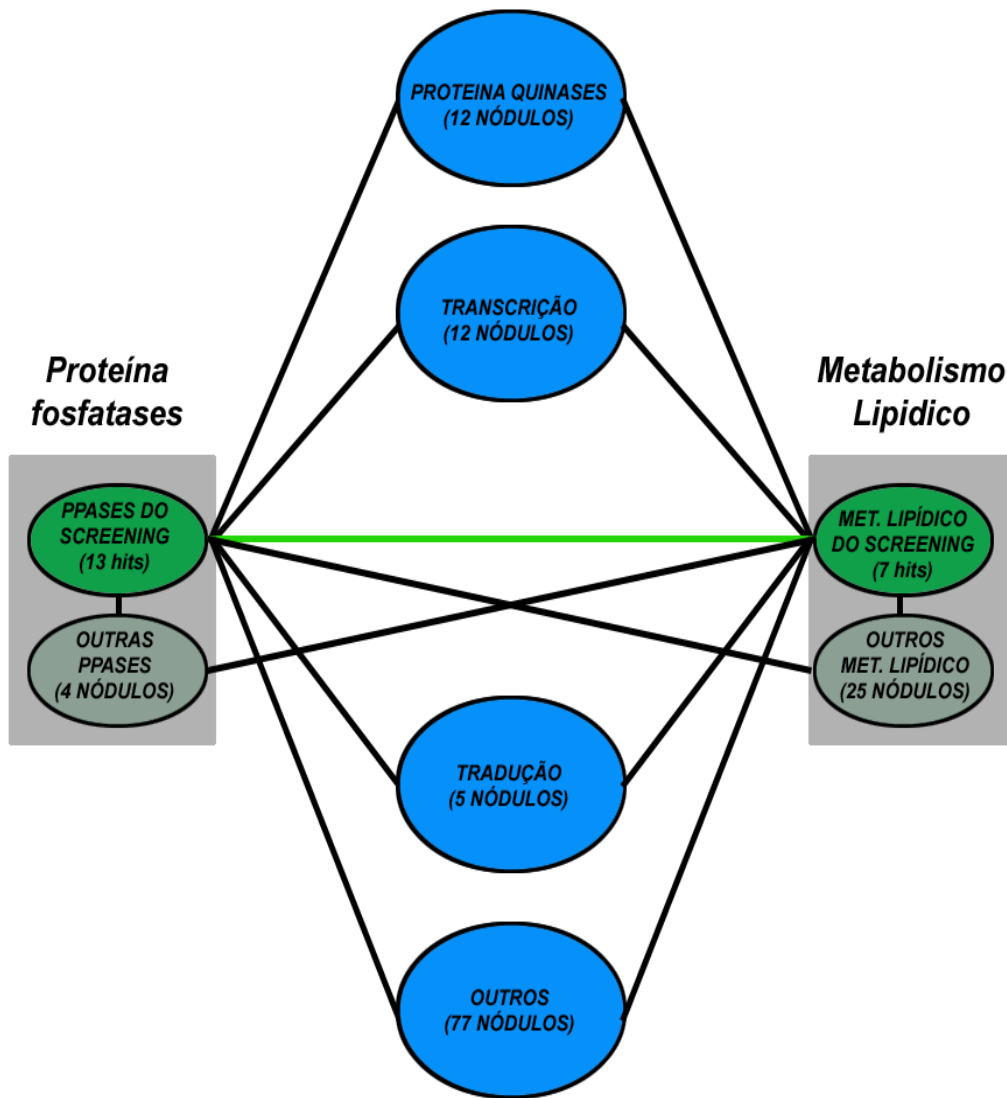 PROTEINA QUINASES
(12 NÓDULOS)
TRANSCRIÇÃO
(12 NÓDULOS)
Proteína
fosfatases
Metabolismo
Lipidico
PPASES DO
SCREENING
(13 hits)
MET. LIPÍDICO
DO SCREENING
(7 hits)
OUTRAS
PPASES
(4 NÓDULOS)
OUTROS
MET. LIPÍDICO
(25 NÓDULOS)
TRADUÇÃO
(5 NÓDULOS)
OUTROS
(77 NÓDULOS)